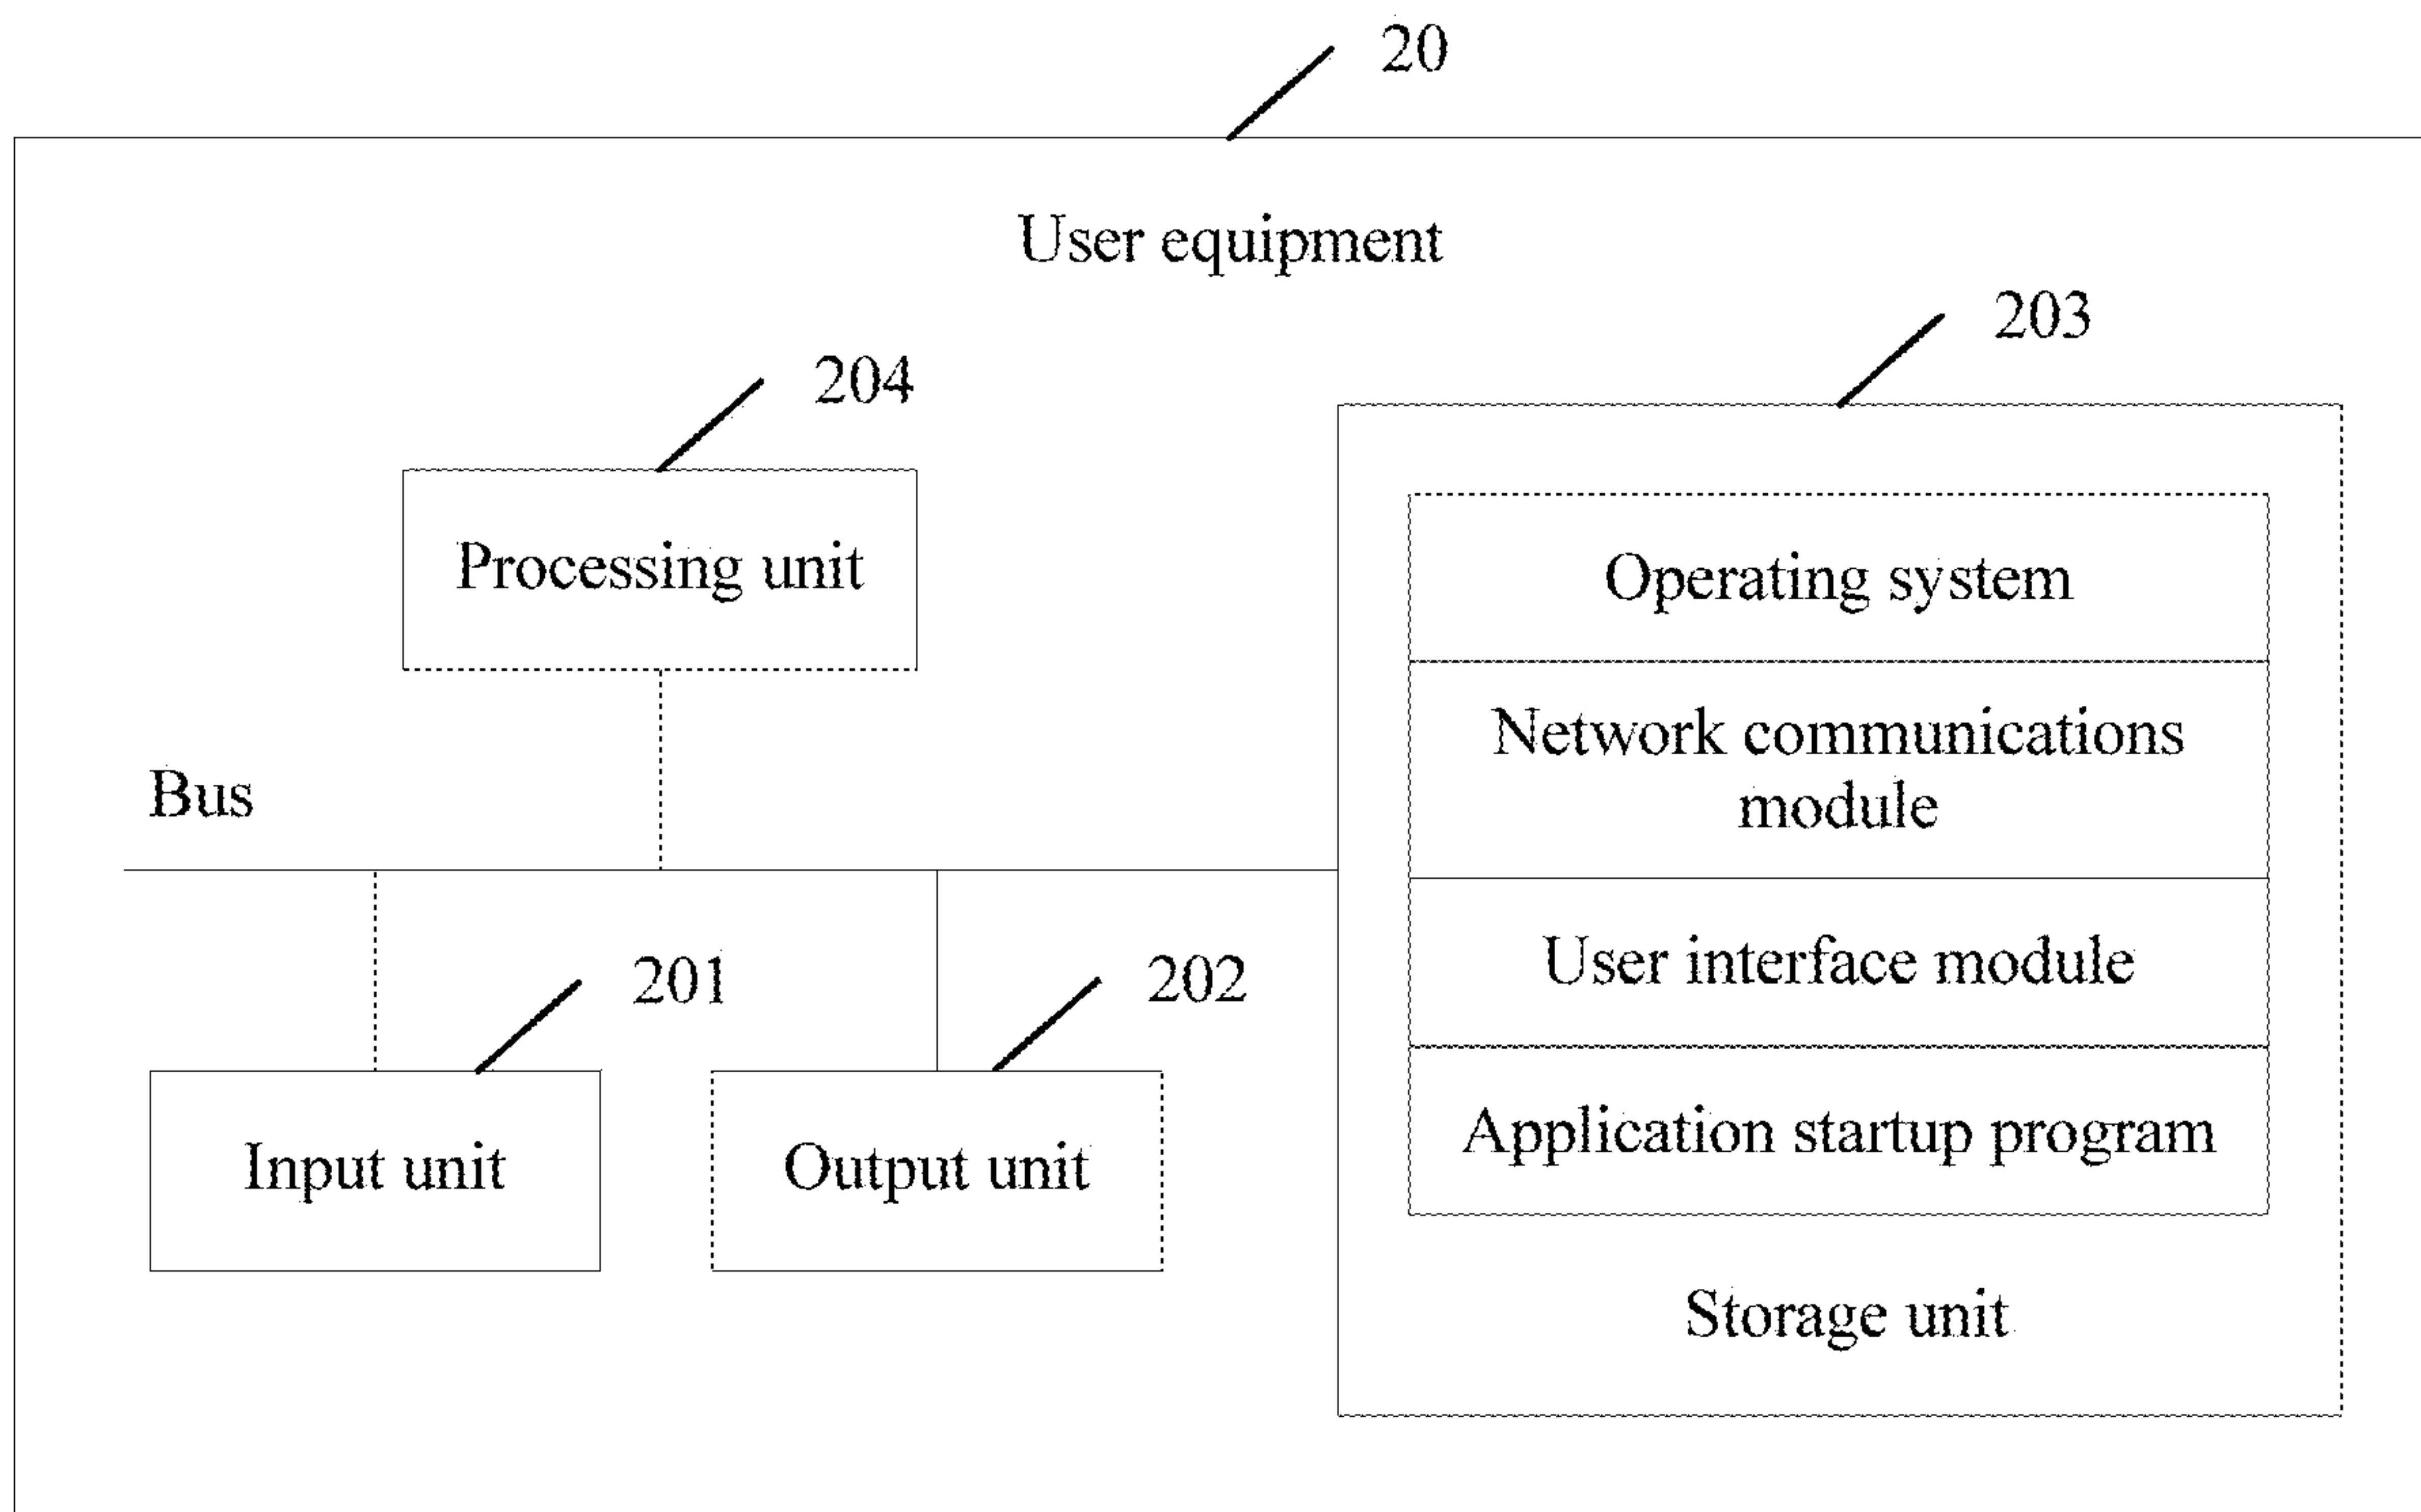 20
User equipment
203
204
Processing unit
Operating system
Network communications
module
Bus
User interface module
201
202
Input unit
Output unit
Application startup program
Storage unit